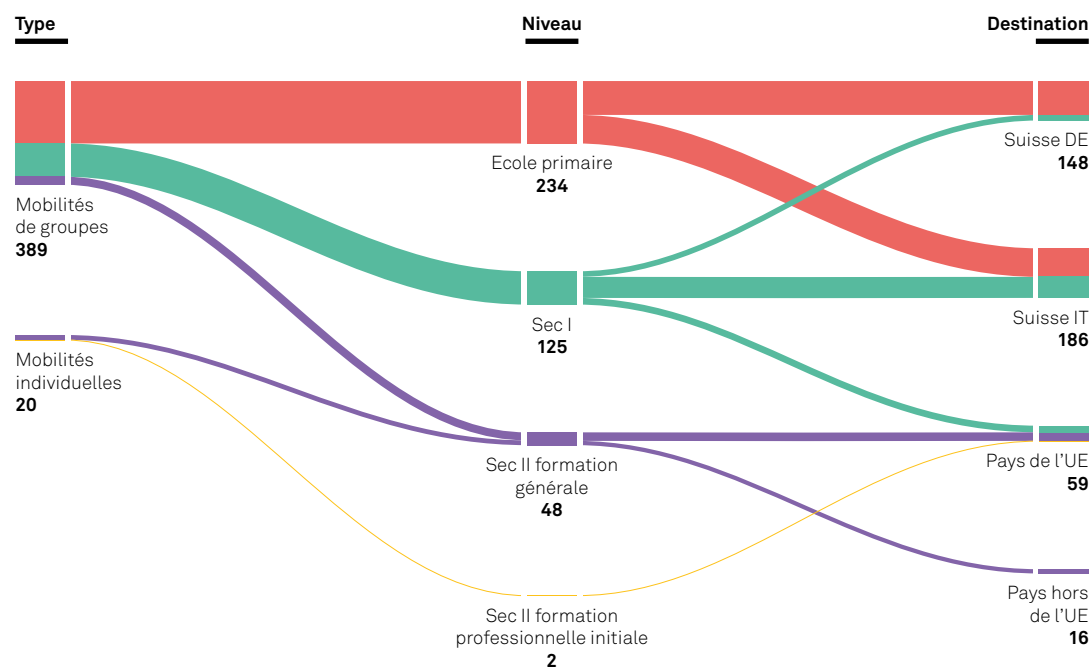 Type
Niveau
Destination
Mobilités
de groupes
389
Mobilités
individuelles
20
Ecole primaire
234
Sec I
125
Sec II formation
générale
48
Sec II formation
professionnelle initiale
2
Suisse DE
148
Suisse IT
186
Pays de l'UE
59
Pays hors
de l'UE
16